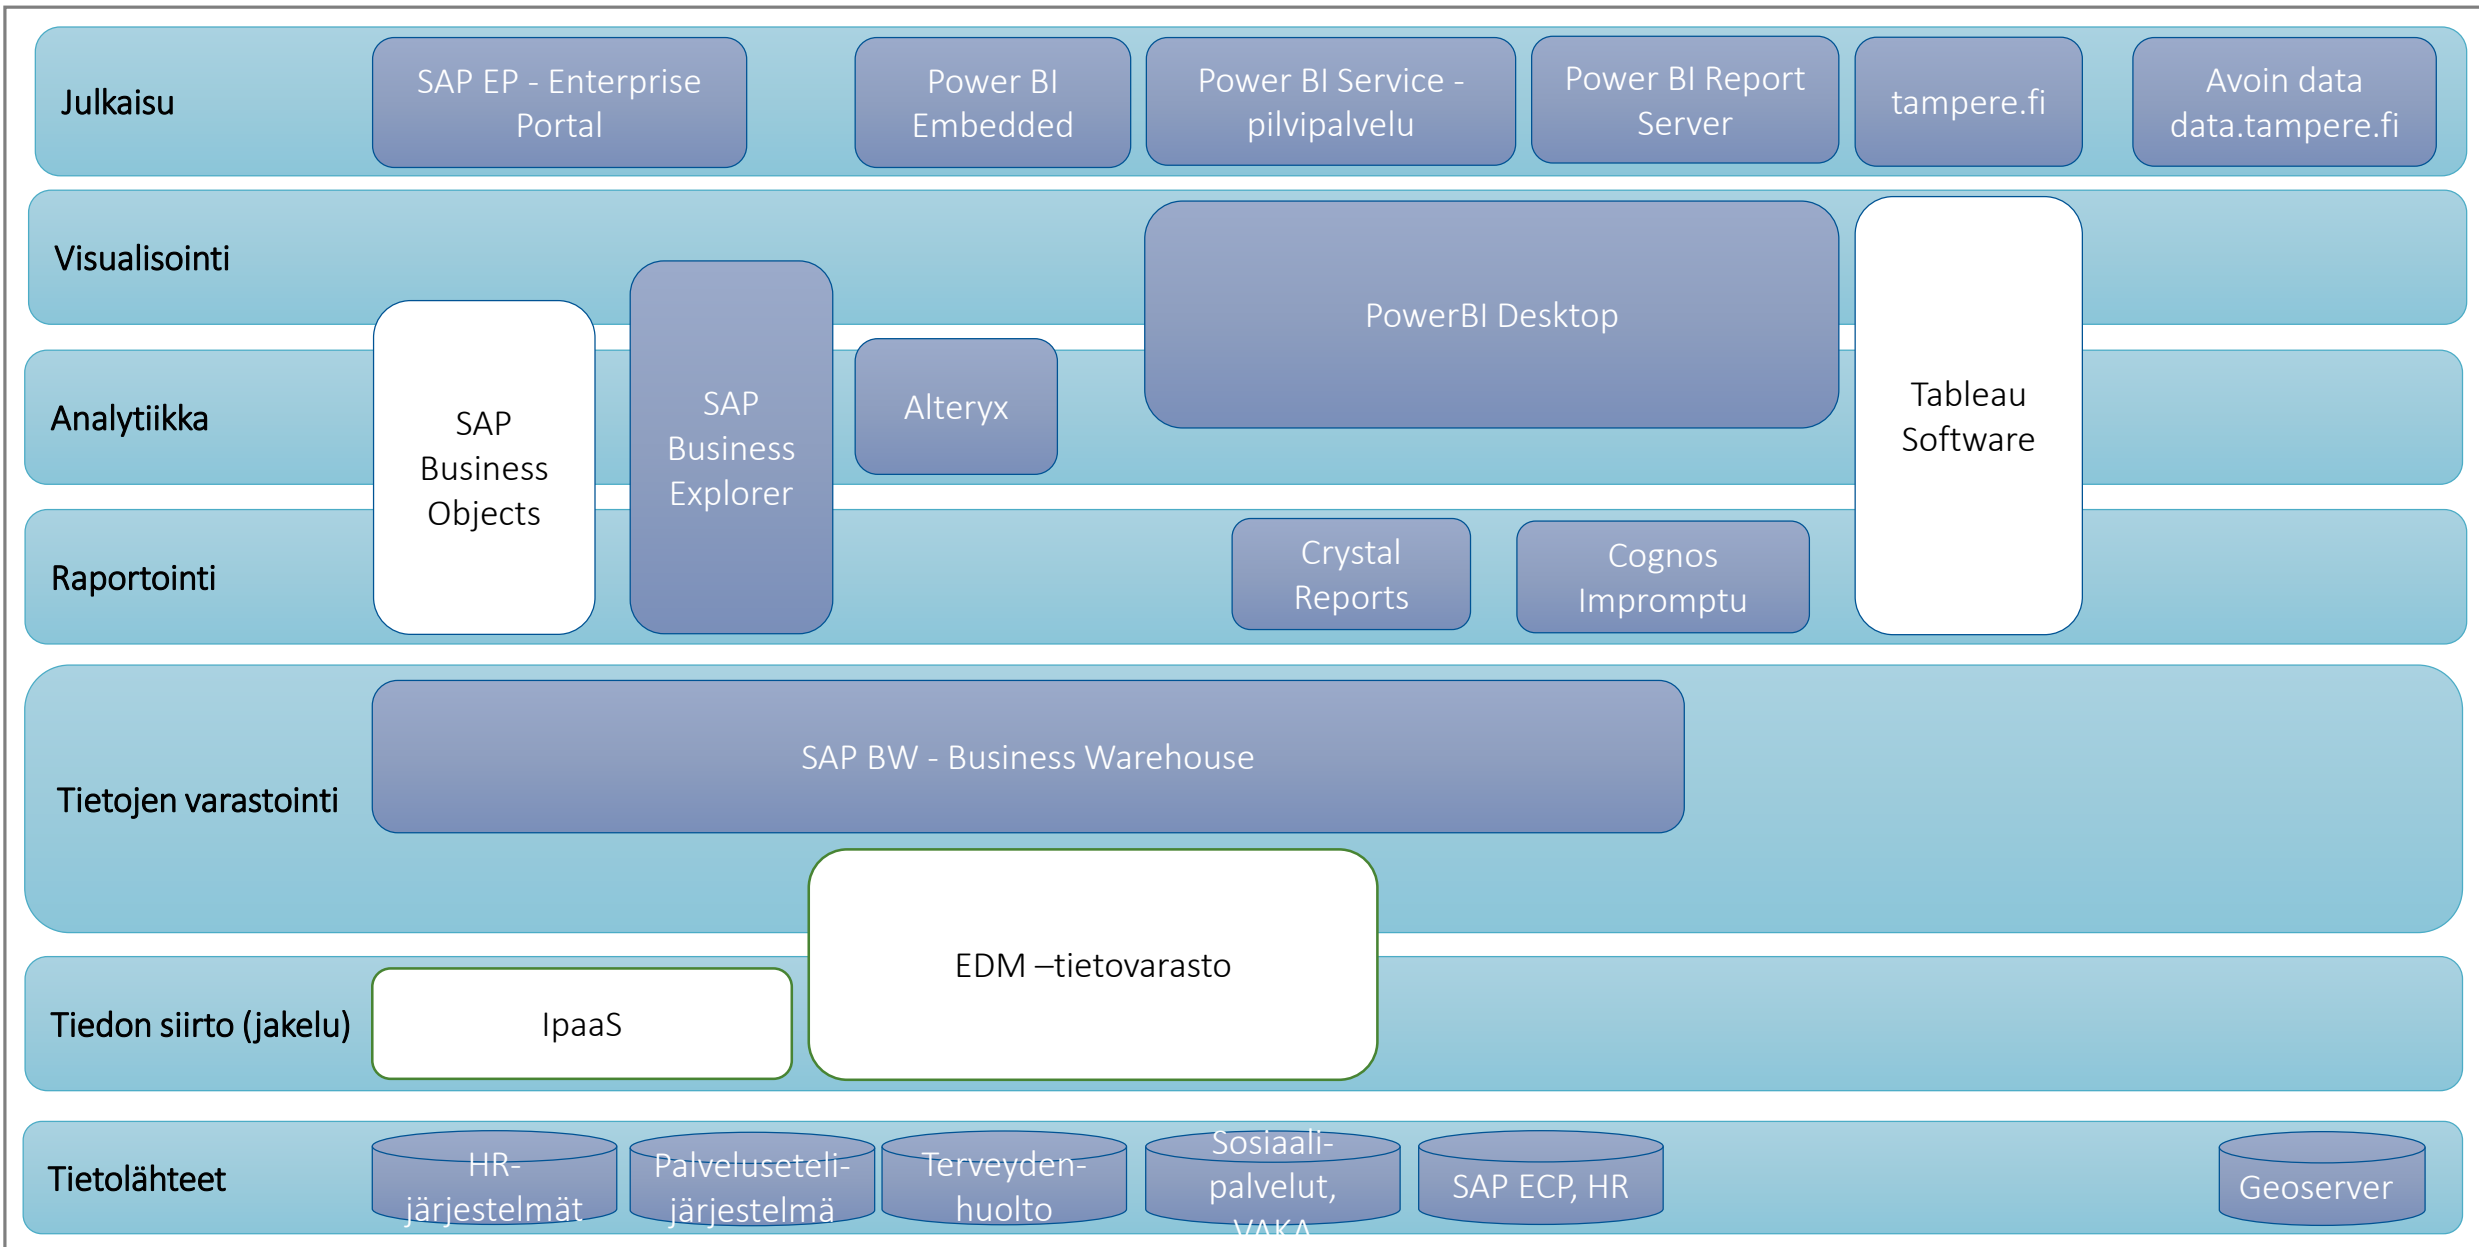 Julkaisu
SAP EP - Enterprise
Portal
Power BI
Embedded
Power BI Service -
pilvipalvelu
Power BI Report
Server
tampere.fi
Avoin data
data.tampere.fi
Visualisointi
PowerBI Desktop
Analytiikka
SAP
Business
Objects
SAP
Business
Explorer
Alteryx
Tableau
Software
Raportointi
Crystal
Reports
Cognos
Impromptu
Tietojen varastointi
SAP BW - Business Warehouse
EDM –tietovarasto
Tiedon siirto (jakelu)
IpaaS
Tietolähteet
HR-
järjestelmät
Palveluseteli-
järjestelmä
Terveyden-
huolto
Sosiaali-
palvelut,
VAKA
SAP ECP, HR
Geoserver